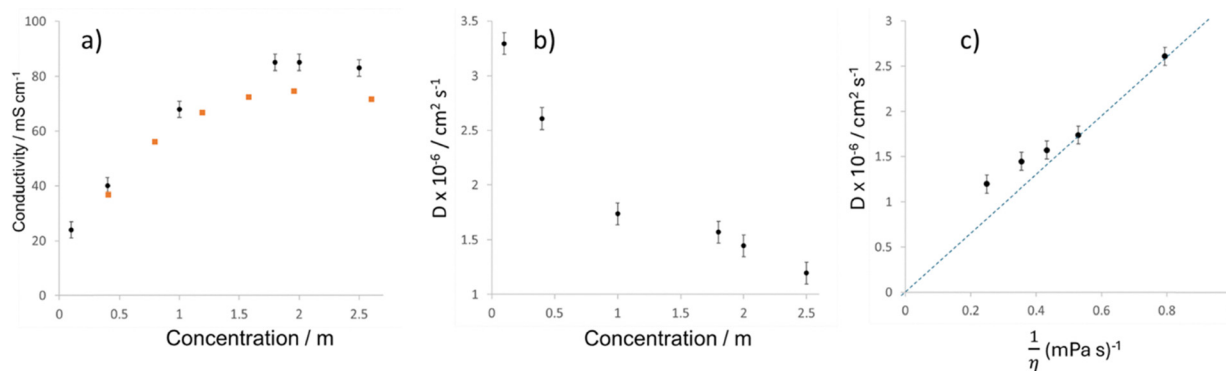 a)
Conductivity / mS cm⁻¹
100
80
60
40
20
0
0 0.5 1 1.5 2 2.5
Concentration / m
b)
D x 10⁻⁶ / cm² s⁻¹
3.5
3
2.5
2
1.5
1
0 0.5 1 1.5 2 2.5
Concentration / m
c)
D x 10⁻⁶ / cm² s⁻¹
3
2.5
2
1.5
1
0.5
0
0 0.2 0.4 0.6 0.8
1/η (mPa s)⁻¹